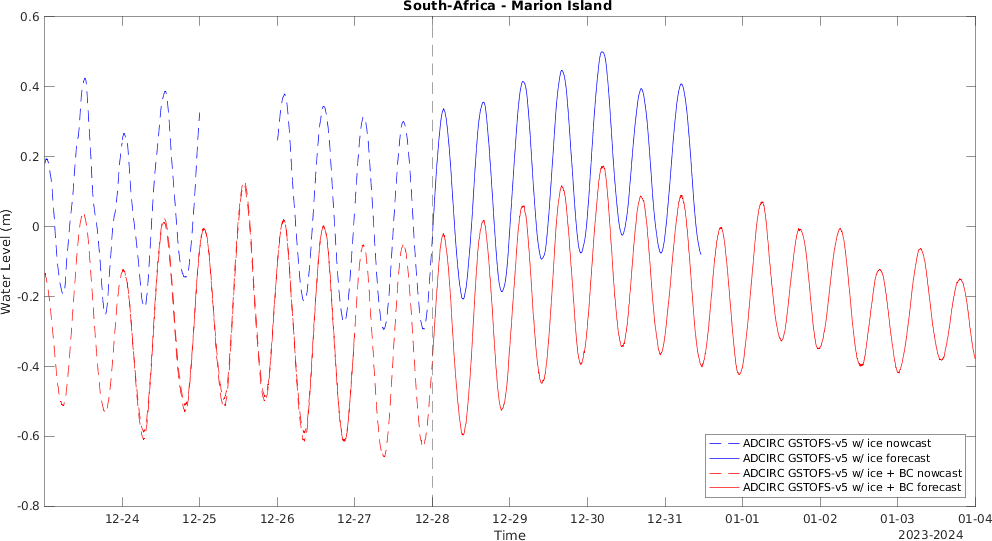 South-Africa - Marion Island
0.6
0.4
0.2
0
-0.2
-0.4
-0.6
-0.8
Water Level (m)
ADCIRC GSTOFS-v5 w/ ice nowcast
ADCIRC GSTOFS-v5 w/ ice forecast
ADCIRC GSTOFS-v5 w/ ice + BC nowcast
ADCIRC GSTOFS-v5 w/ ice + BC forecast
12-24 12-25 12-26 12-27 12-28 12-29 12-30 12-31 01-01 01-02 01-03 01-04
Time
2023-2024